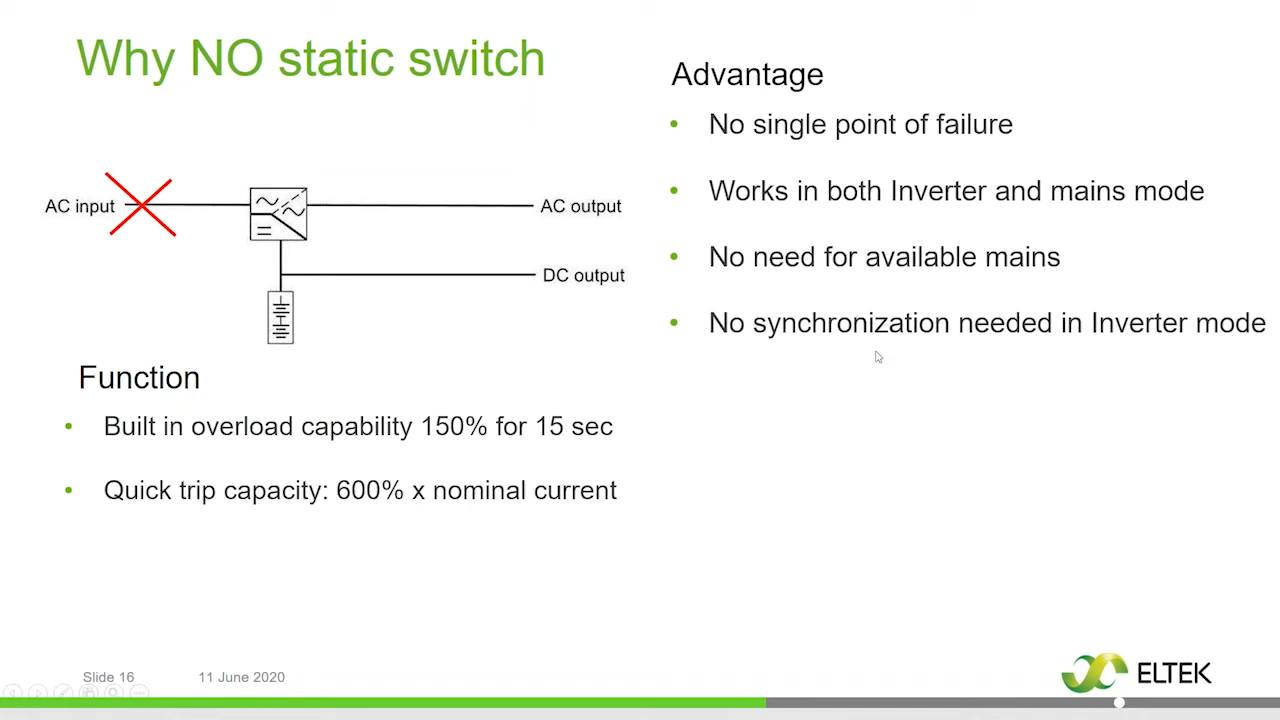 Why NO static switch
AC input
AC output
DC output
Function
Built in overload capability 150% for 15 sec
Quick trip capacity: 600% x nominal current
Advantage
No single point of failure
Works in both Inverter and mains mode
No need for available mains
No synchronization needed in Inverter mode
Slide 16
11 June 2020
ELTEK